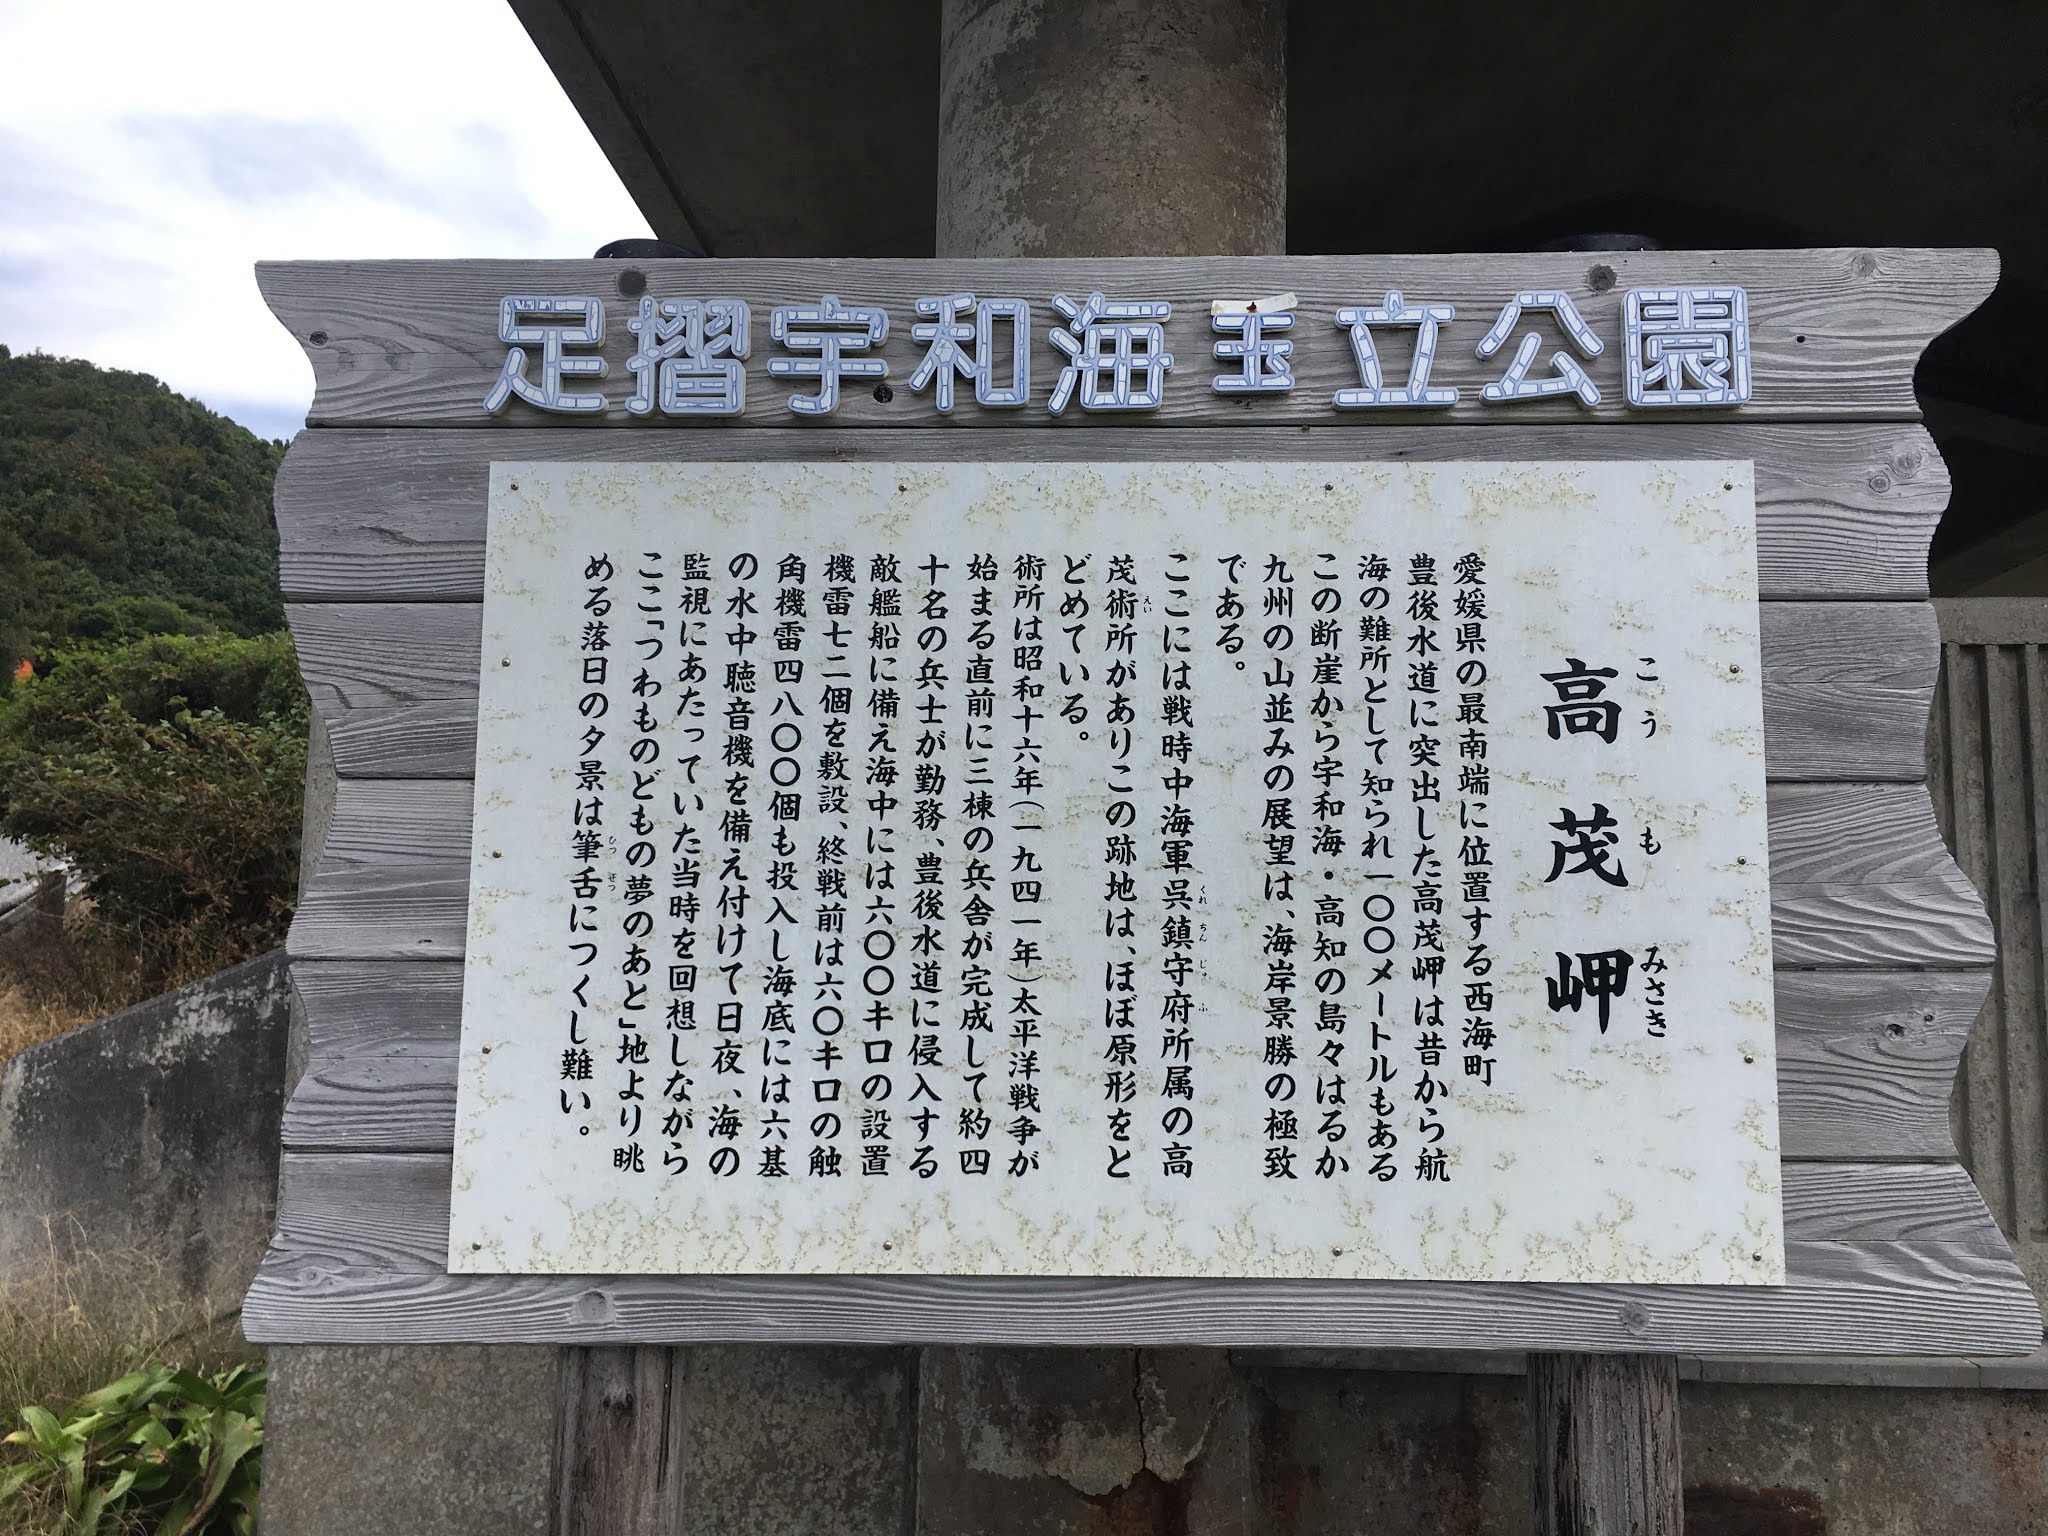 足摺宇和海玉立公園
高茂岬
こうもみさき
愛媛県の最南端に位置する西海町
豊後水道に突出した高茂岬は昔から航
海の難所として知られ一〇〇メートルもある
この断崖から宇和海・高知の島々はるか
九州の山並みの展望は、海岸景勝の極致
である。
ここには戦時中海軍呉鎮守府所属の高
くれちんじゅふ
茂術所がありこの跡地は、ほぼ原形をと
えい
どめている。
術所は昭和十六年(一九四一年)太平洋戦争が
始まる直前に三棟の兵舎が完成して約四
十名の兵士が勤務、豊後水道に侵入する
敵艦船に備え海中には六〇〇キロの設置
機雷七二個を敷設、終戦前は六〇キロの触
角機雷四八〇〇個も投入し海底には六基
の水中聴音機を備え付けて日夜、海の
監視にあたっていた当時を回想しながら
ここ「つわものどもの夢のあと」地より眺
める落日の夕景は筆舌につくし難い。
ひつぜつ